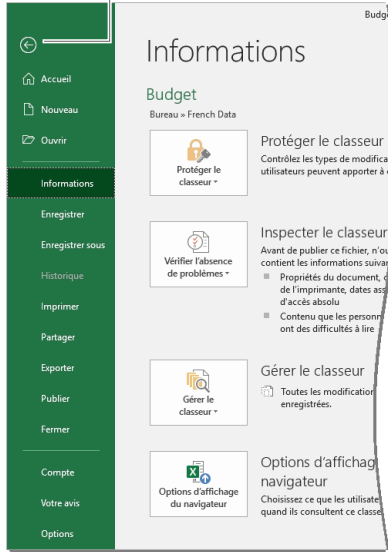 Budg
Informations
Accueil
Nouveau
Ouvrir
Informations
Enregistrer
Enregistrer sous
Historique
Imprimer
Partager
Exporter
Publier
Fermer
Compte
Votre avis
Options
Budget
Bureau » French Data
Protéger le
classeur
Protéger le classeur
Contrôlez les types de modifica
utilisateurs peuvent apporter à
Vérifier l'absence
de problèmes
Inspecter le classeur
Avant de publier ce fichier, n'ou
contient les informations suivan
Propriétés du document,
de l'imprimante, dates ass
d'accès absolu
Contenu que les personn
ont des difficultés à lire
Gérer le
classeur
Gérer le classeur
Toutes les modification
enregistrées.
Options d'affichage
du navigateur
Options d'affichag
navigateur
Choisissez ce que les utilisate
quand ils consultent ce classe